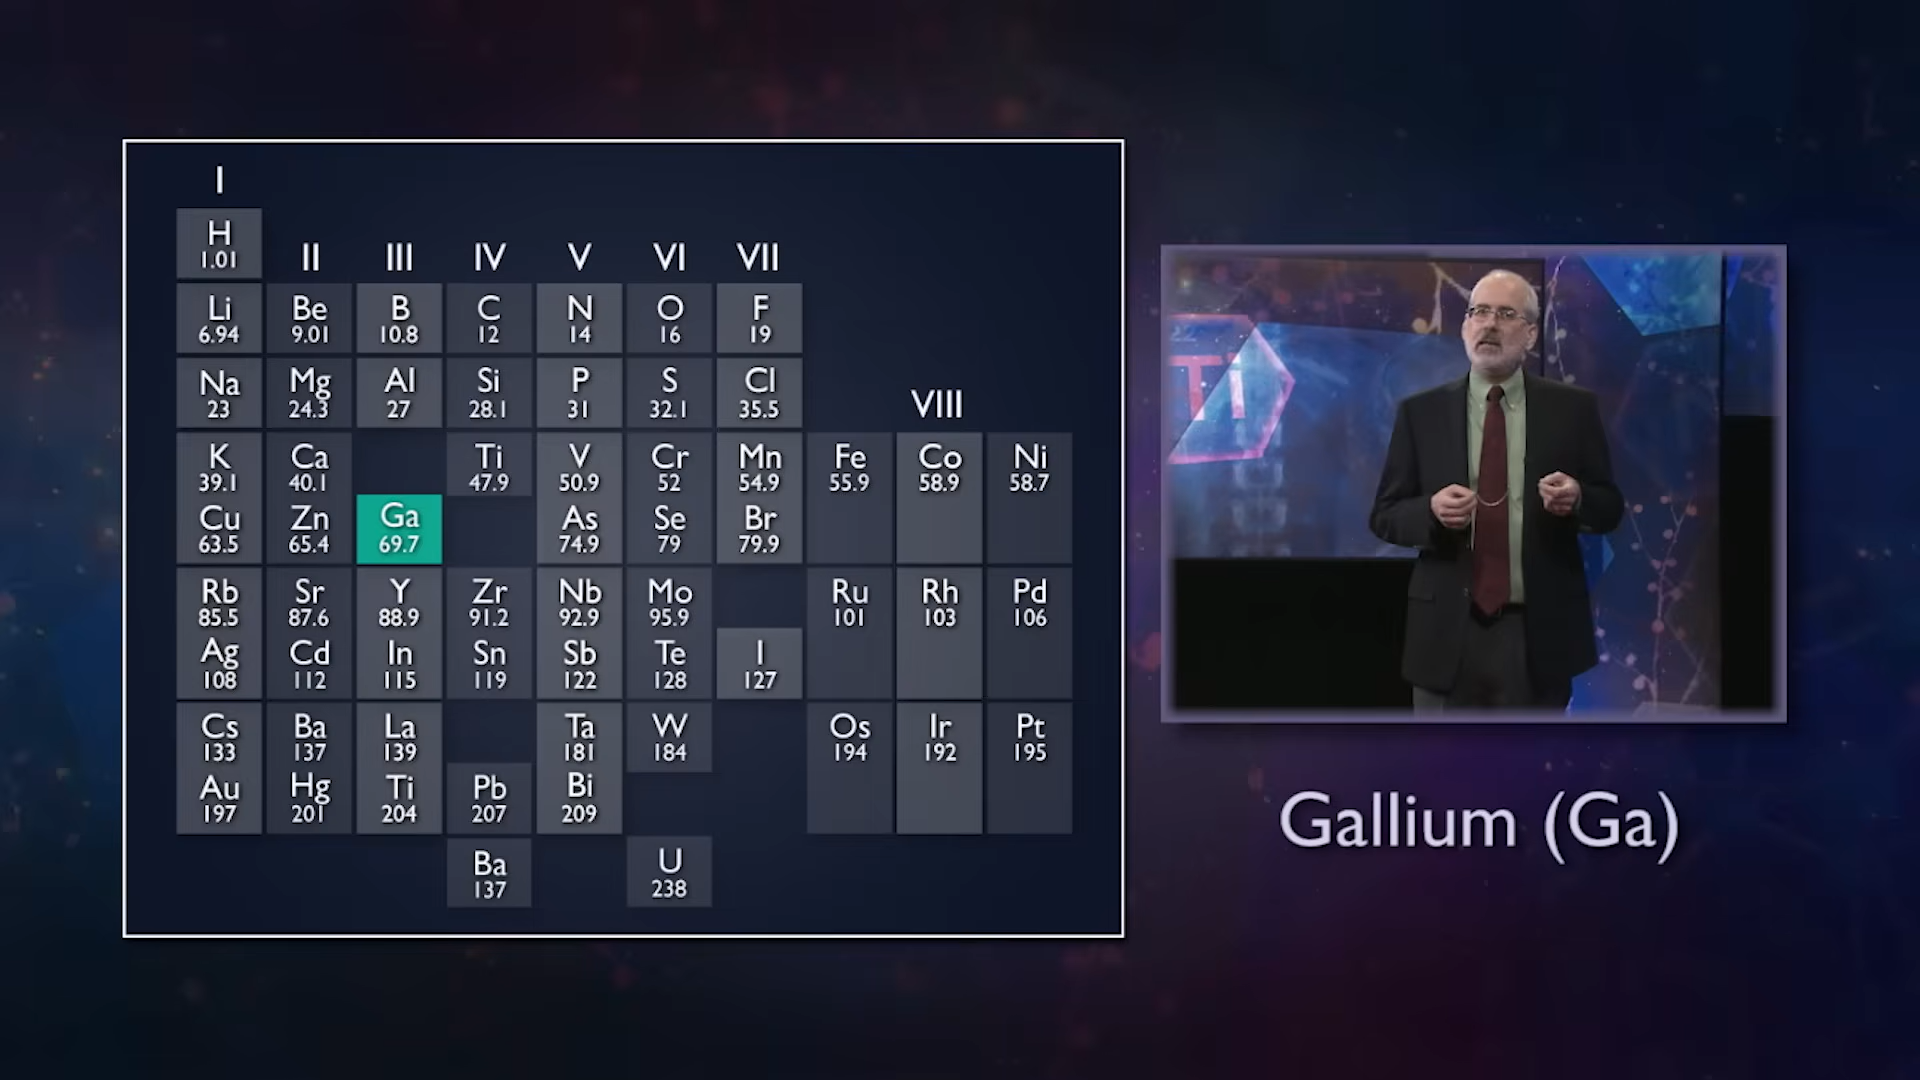 I
H
1.01
II III IV V VI VII
Li Be B C N O F
6.94 9.01 10.8 12 14 16 19
Na Mg Al Si P S Cl
23 24.3 27 28.1 31 32.1 35.5
VIII
K Ca Ti V Cr Mn Fe Co Ni
39.1 40.1 47.9 50.9 52 54.9 55.9 58.9 58.7
Cu Zn Ga As Se Br
63.5 65.4 69.7 74.9 79 79.9
Rb Sr Y Zr Nb Mo Ru Rh Pd
85.5 87.6 88.9 91.2 92.9 95.9 101 103 106
Ag Cd In Sn Sb Te I
108 112 115 119 122 128 127
Cs Ba La Ta W Os Ir Pt
133 137 139 181 184 194 192 195
Au Hg Ti Pb Bi
197 201 204 207 209
Ba U
137 238
22
Ti
Gallium (Ga)